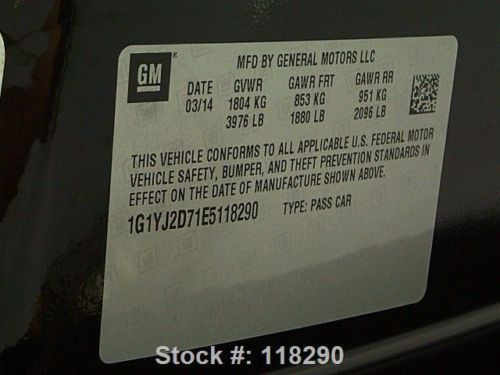 GM
MFD BY GENERAL MOTORS LLC
DATE GVWR GAWR FRT GAWR RR
03/14 1804 KG 853 KG 951 KG
3976 LB 1880 LB 2096 LB
THIS VEHICLE CONFORMS TO ALL APPLICABLE U.S. FEDERAL MOTOR
VEHICLE SAFETY, BUMPER, AND THEFT PREVENTION STANDARDS IN
EFFECT ON THE DATE OF MANUFACTURE SHOWN ABOVE.
1G1YJ2D71E5118290 TYPE: PASS CAR
Stock #: 118290